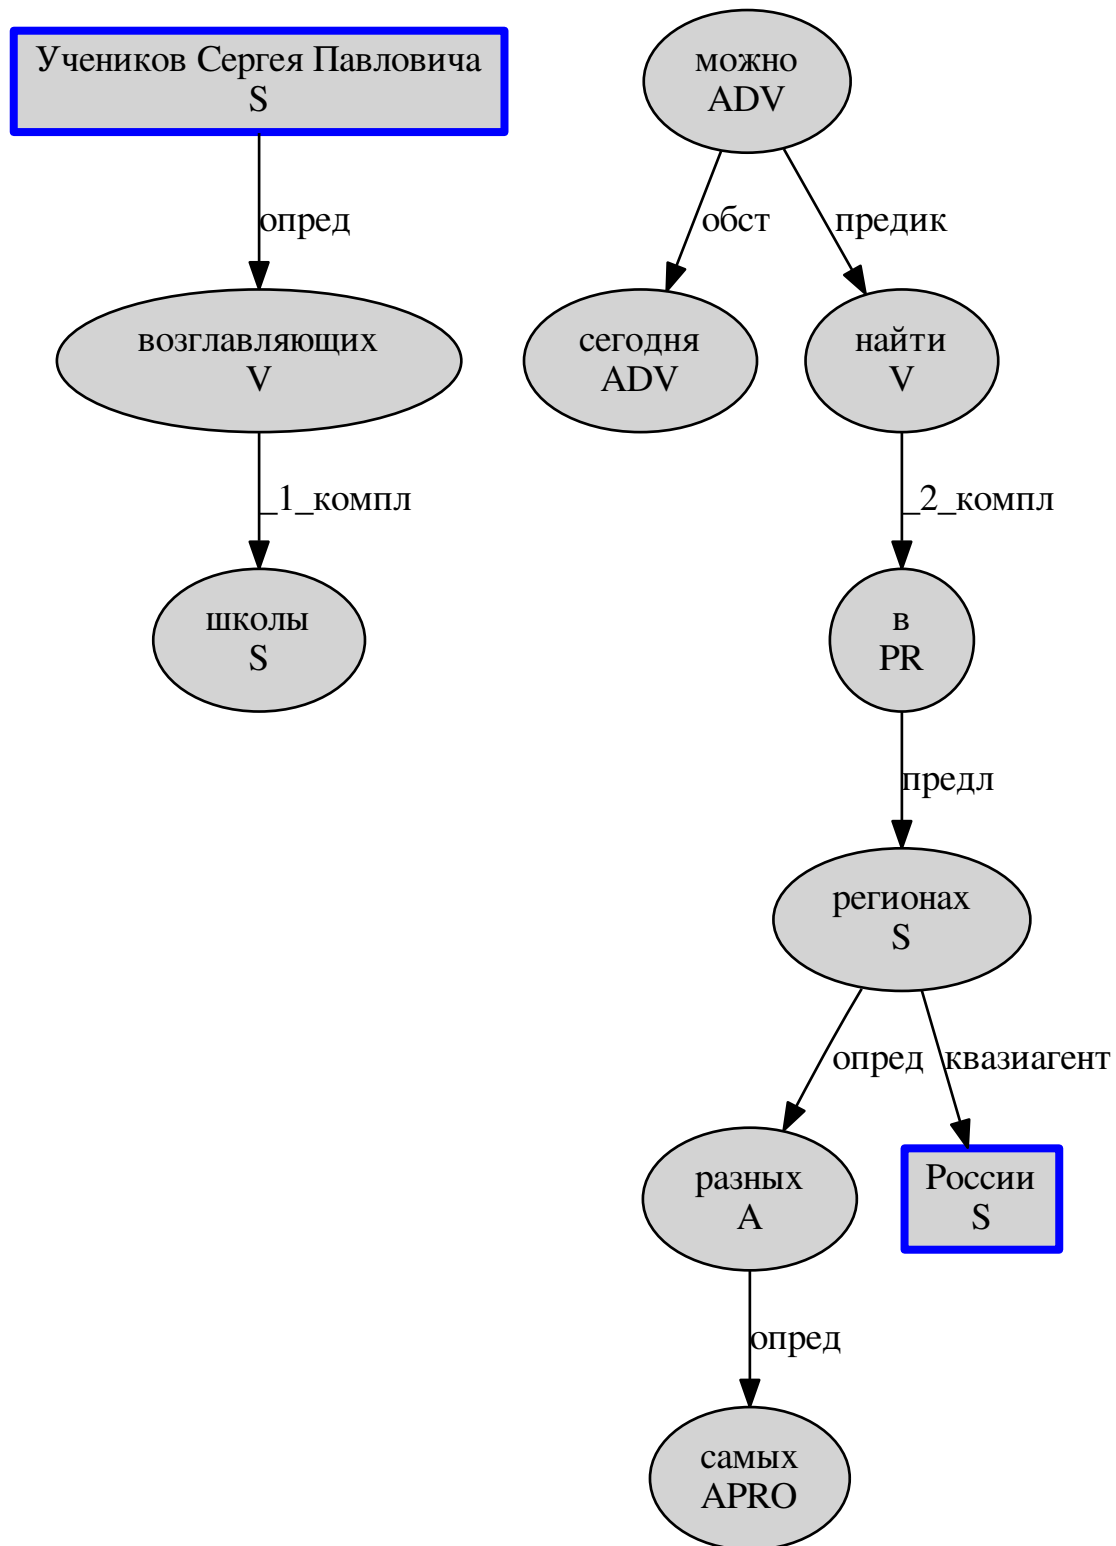 Учеников Сергея Павловича
S
можно
ADV
опред
обст
предик
возглавляющих
V
сегодня
ADV
найти
V
_1_компл
_2_компл
школы
S
в
PR
предл
регионах
S
опред
квазиагент
разных
A
России
S
опред
самых
APRO